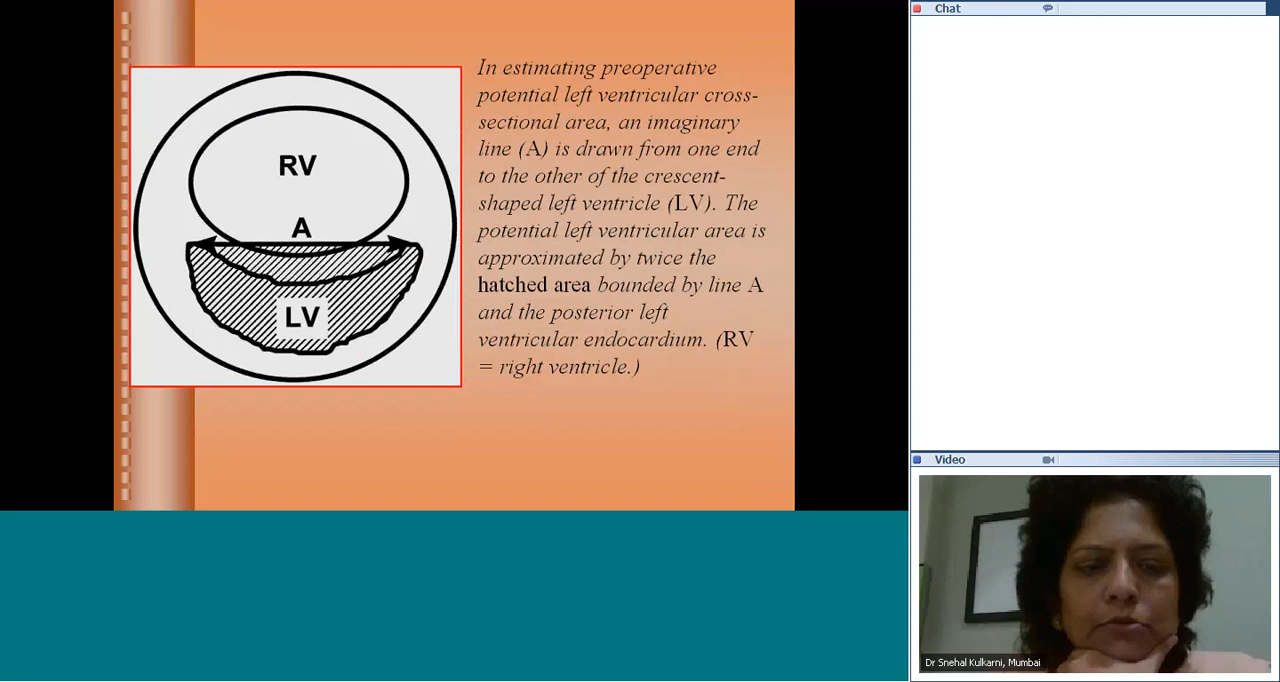 In estimating preoperative
potential left ventricular cross-
sectional area, an imaginary
line (A) is drawn from one end
to the other of the crescent-
shaped left ventricle (LV). The
potential left ventricular area is
approximated by twice the
hatched area bounded by line A
and the posterior left
ventricular endocardium. (RV
= right ventricle.)
RV
A
LV
Chat
Video
Dr Snehal Kulkarni, Mumbai